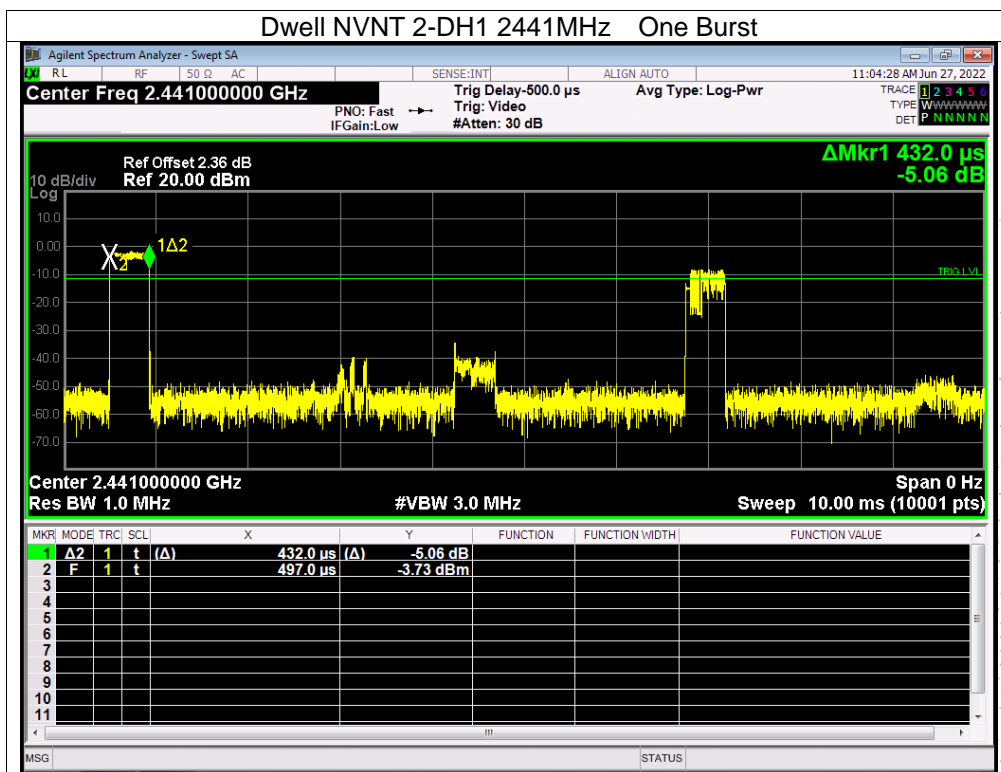 Dwell NVNT 2-DH1 2441MHz One Burst
Agilent Spectrum Analyzer - Swept SA
LXI RL RF 50 Ω AC SENSE:INT ALIGN AUTO 11:04:28 AM Jun 27, 2022
Center Freq 2.441000000 GHz Trig Delay-500.0 µs Avg Type: Log-Pwr TRACE 1 2 3 4 5 6
PNO: Fast Trig: Video TYPE WWWWWW
IFGain:Low #Atten: 30 dB DET P N N N N N
ΔMkr1 432.0 µs
Ref Offset 2.36 dB
10 dB/div Ref 20.00 dBm -5.06 dB
Log
10.0
0.00
1Δ2
X2
-10.0
TRIG LVL
-20.0
-30.0
-40.0
-50.0
-60.0
-70.0
Center 2.441000000 GHz Span 0 Hz
Res BW 1.0 MHz #VBW 3.0 MHz Sweep 10.00 ms (10001 pts)
MKR MODE TRC SCL X Y FUNCTION FUNCTION WIDTH FUNCTION VALUE
1 Δ2 1 t (Δ) 432.0 µs (Δ) -5.06 dB
2 F 1 t 497.0 µs -3.73 dBm
3
4
5
6
7
8
9
10
11
MSG STATUS